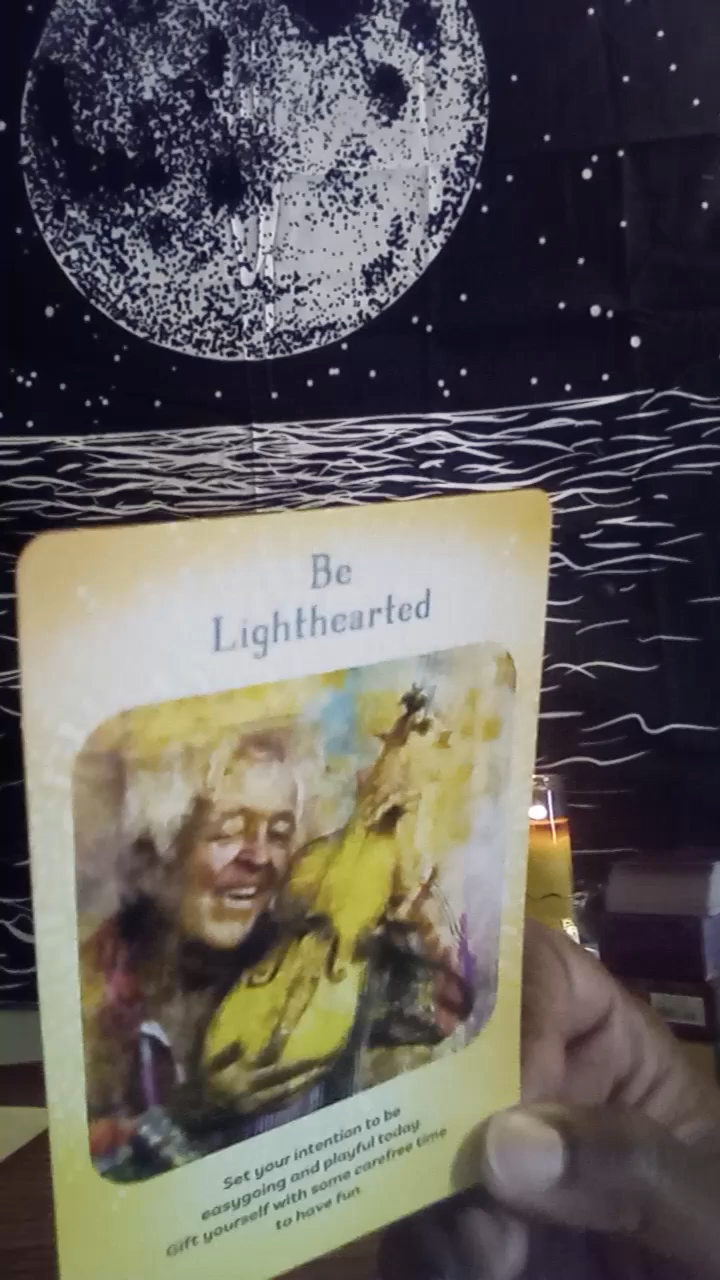 Be
Lighthearted
Set your intention to be
easygoing and playful today.
Gift yourself with some carefree time
to have fun.